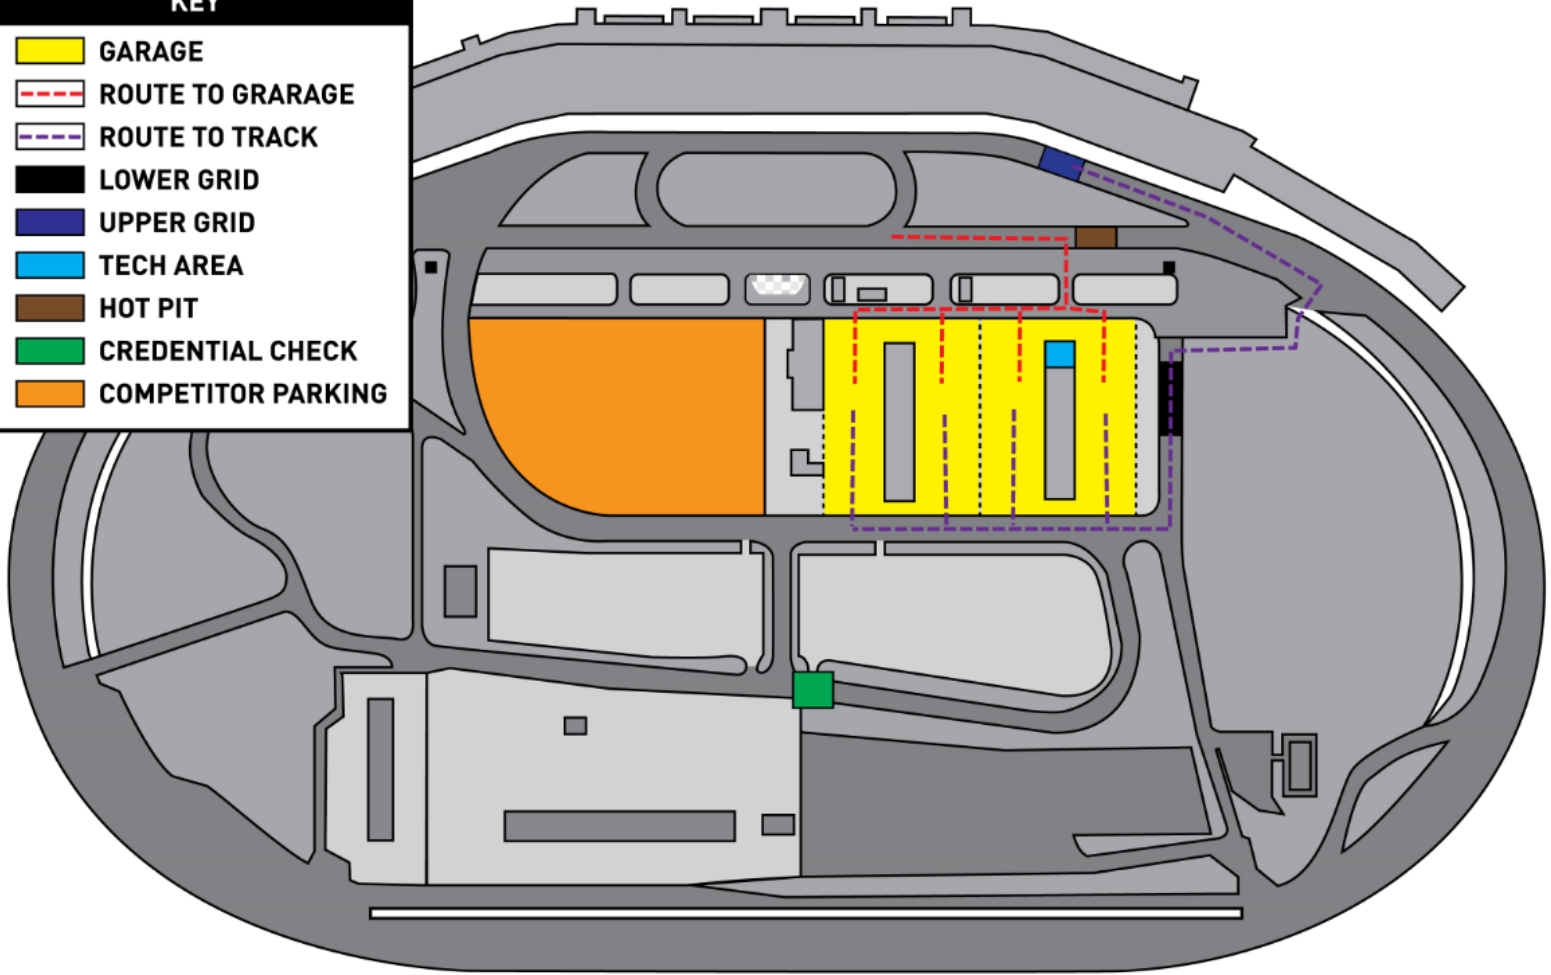 KEY
GARAGE
ROUTE TO GRARAGE
ROUTE TO TRACK
LOWER GRID
UPPER GRID
TECH AREA
HOT PIT
CREDENTIAL CHECK
COMPETITOR PARKING